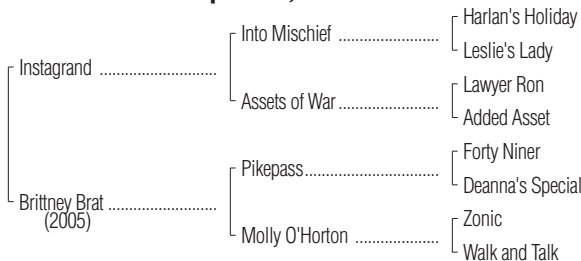 Harlan's Holiday
Into Mischief ..................
Leslie's Lady
Instagrand ............................
Lawyer Ron
Assets of War.....................
Added Asset
Forty Niner
Pikepass.............................
Deanna's Special
Brittney Brat ..........................
(2005)
Zonic
Molly O'Horton ....................
Walk and Talk